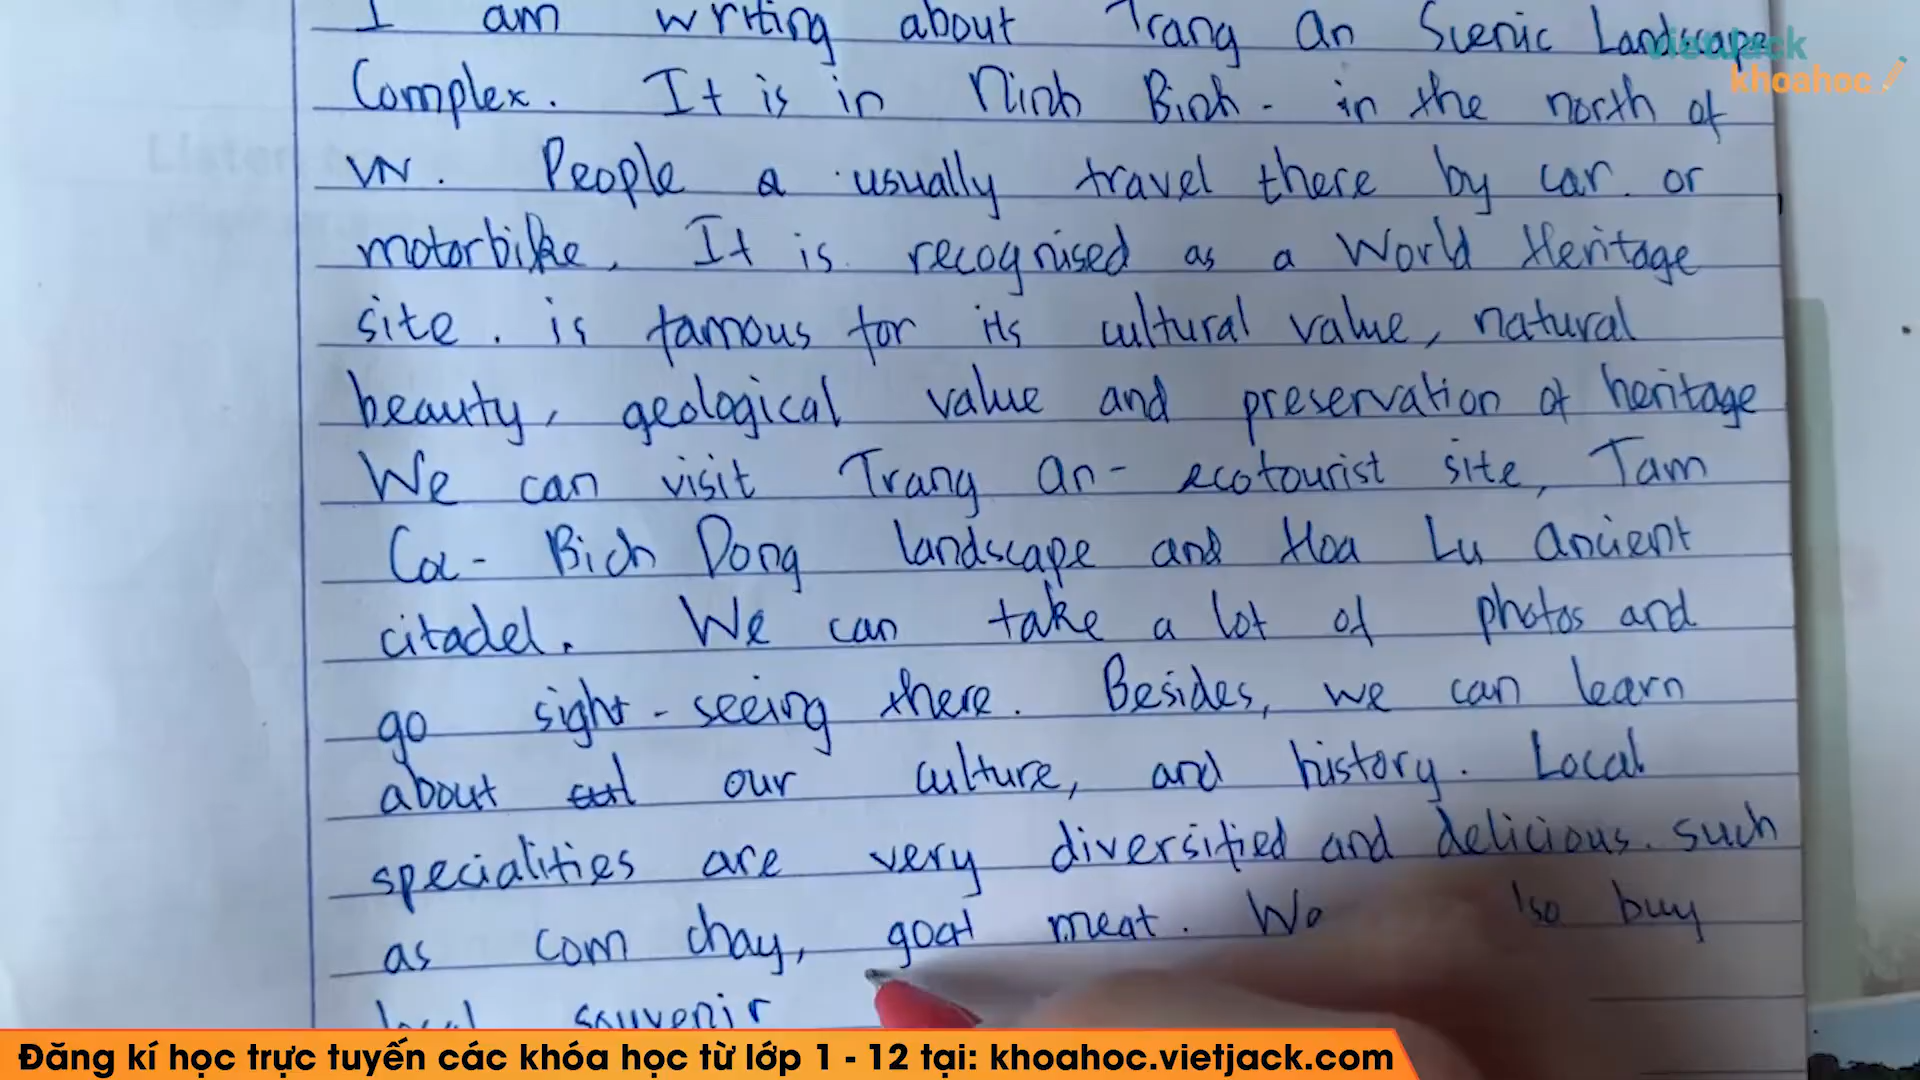 I am writing about Trang An Scenic Landscape
vietJack
khoahoc
Complex. It is in Ninh Binh - in the north of
VN. People a usually travel there by car or
motorbike. It is recognised as a World Heritage
site. is famous for its cultural value, natural
beauty, geological value and preservation of heritage
We can visit Trang An - ecotourist site, Tam
Coc - Bich Dong landscape and Hoa Lu ancient
citadel. We can take a lot of photos and
go sight-seeing there. Besides, we can learn
about our culture, and history. Local
specialities are very diversified and delicious. such
as com chay, goat meat. We buy
local souvenir
Đăng kí học trực tuyến các khóa học từ lớp 1 - 12 tại: khoahoc.vietjack.com